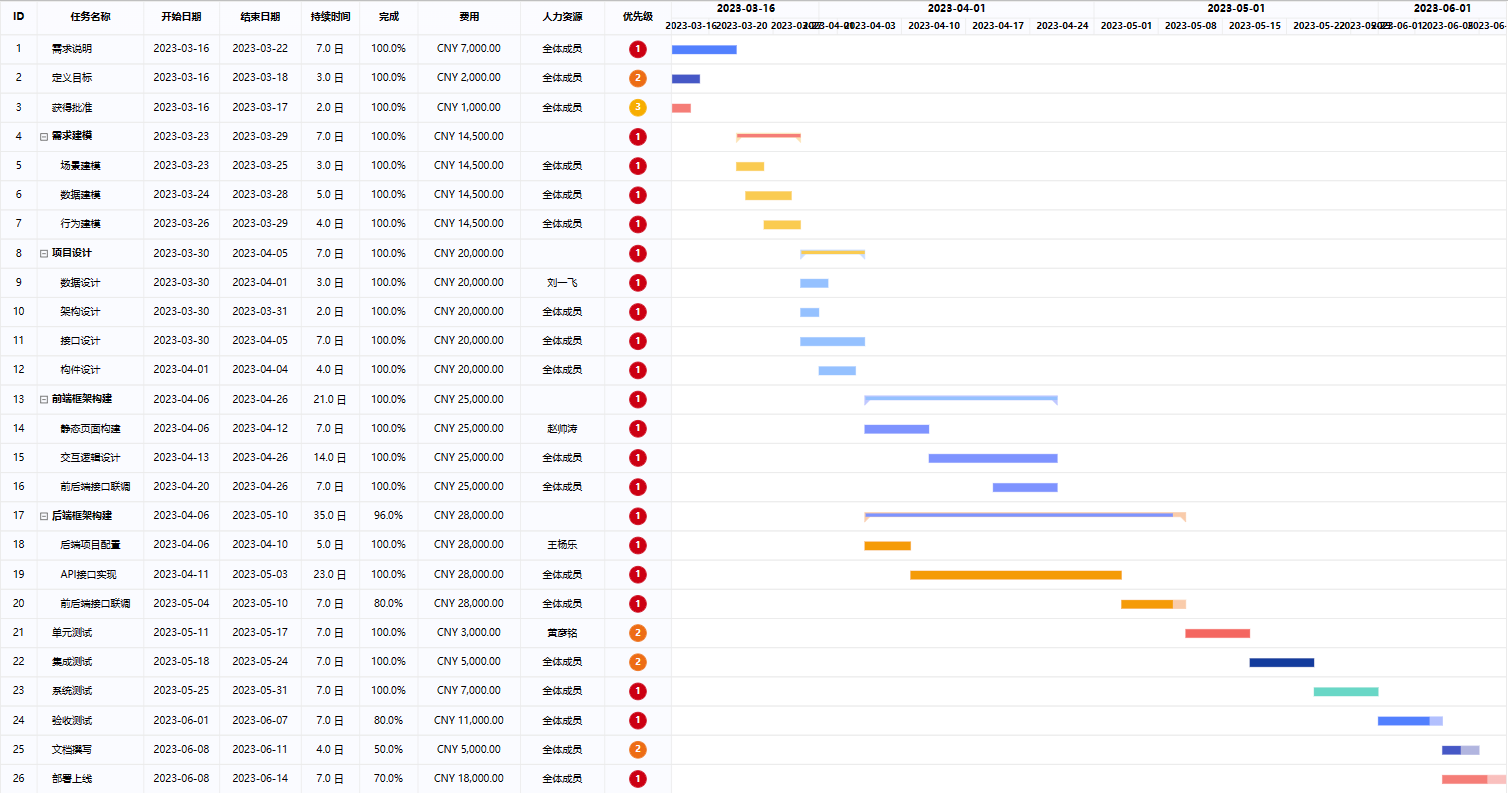 ID 任务名称 开始日期 结束日期 持续时间 完成 费用 人力资源 优先级 2023-03-16 2023-04-01 2023-05-01 2023-06-01
2023-03-16 2023-03-20 2023-03-27 2023-04-01 2023-04-03 2023-04-10 2023-04-17 2023-04-24 2023-05-01 2023-05-08 2023-05-15 2023-05-22 2023-05-29 2023-06-01 2023-06-05
1 需求说明 2023-03-16 2023-03-22 7.0 日 100.0% CNY 7,000.00 全体成员 1
2 定义目标 2023-03-16 2023-03-18 3.0 日 100.0% CNY 2,000.00 全体成员 2
3 获得批准 2023-03-16 2023-03-17 2.0 日 100.0% CNY 1,000.00 全体成员 3
4 需求建模 2023-03-23 2023-03-29 7.0 日 100.0% CNY 14,500.00 1
5 场景建模 2023-03-23 2023-03-25 3.0 日 100.0% CNY 14,500.00 全体成员 1
6 数据建模 2023-03-24 2023-03-28 5.0 日 100.0% CNY 14,500.00 全体成员 1
7 行为建模 2023-03-26 2023-03-29 4.0 日 100.0% CNY 14,500.00 全体成员 1
8 项目设计 2023-03-30 2023-04-05 7.0 日 100.0% CNY 20,000.00 1
9 数据设计 2023-03-30 2023-04-01 3.0 日 100.0% CNY 20,000.00 刘一飞 1
10 架构设计 2023-03-30 2023-03-31 2.0 日 100.0% CNY 20,000.00 全体成员 1
11 接口设计 2023-03-30 2023-04-05 7.0 日 100.0% CNY 20,000.00 全体成员 1
12 构件设计 2023-04-01 2023-04-04 4.0 日 100.0% CNY 20,000.00 全体成员 1
13 前端框架构建 2023-04-06 2023-04-26 21.0 日 100.0% CNY 25,000.00 1
14 静态页面构建 2023-04-06 2023-04-12 7.0 日 100.0% CNY 25,000.00 赵帅涛 1
15 交互逻辑设计 2023-04-13 2023-04-26 14.0 日 100.0% CNY 25,000.00 全体成员 1
16 前后端接口联调 2023-04-20 2023-04-26 7.0 日 100.0% CNY 25,000.00 全体成员 1
17 后端框架构建 2023-04-06 2023-05-10 35.0 日 96.0% CNY 28,000.00 1
18 后端项目配置 2023-04-06 2023-04-10 5.0 日 100.0% CNY 28,000.00 王杨乐 1
19 API接口实现 2023-04-11 2023-05-03 23.0 日 100.0% CNY 28,000.00 全体成员 1
20 前后端接口联调 2023-05-04 2023-05-10 7.0 日 80.0% CNY 28,000.00 全体成员 1
21 单元测试 2023-05-11 2023-05-17 7.0 日 100.0% CNY 3,000.00 黄彦铭 2
22 集成测试 2023-05-18 2023-05-24 7.0 日 100.0% CNY 5,000.00 全体成员 2
23 系统测试 2023-05-25 2023-05-31 7.0 日 100.0% CNY 7,000.00 全体成员 1
24 验收测试 2023-06-01 2023-06-07 7.0 日 80.0% CNY 11,000.00 全体成员 1
25 文档撰写 2023-06-08 2023-06-11 4.0 日 50.0% CNY 5,000.00 全体成员 2
26 部署上线 2023-06-08 2023-06-14 7.0 日 70.0% CNY 18,000.00 全体成员 1